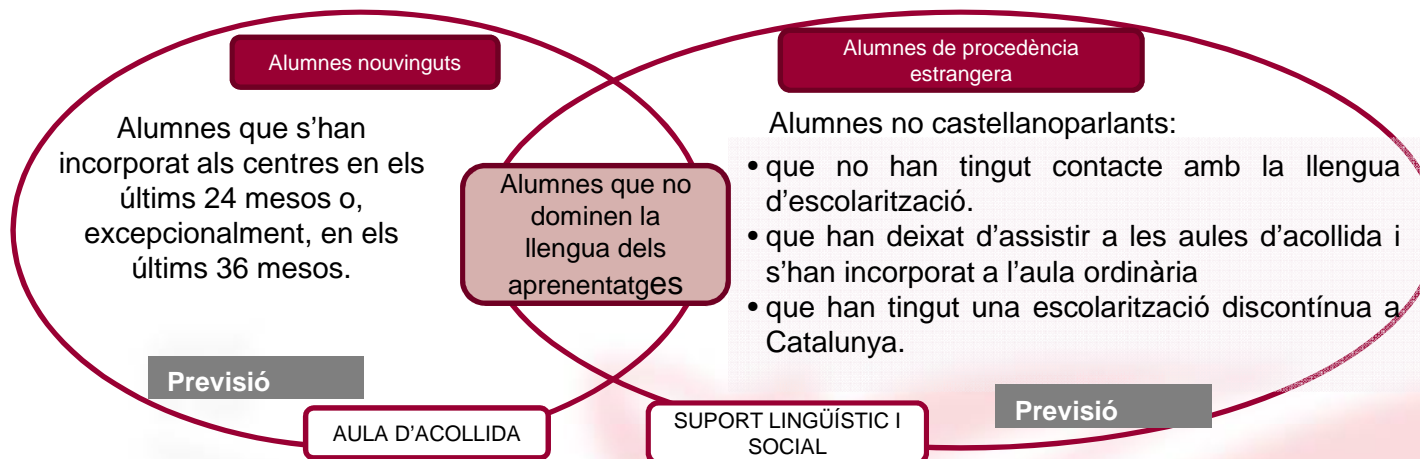 Alumnes nouvinguts
Alumnes que s'han
incorporat als centres en els
últims 24 mesos o,
excepcionalment, en els
últims 36 mesos.
Previsió
AULA D'ACOLLIDA
Alumnes que no
dominen la
llengua dels
aprenentatges
Alumnes de procedència
estrangera
Alumnes no castellanoparlants:
• que no han tingut contacte amb la llengua
d'escolarització.
• que han deixat d'assistir a les aules d'acollida i
s'han incorporat a l'aula ordinària
• que han tingut una escolarització discontínua a
Catalunya.
Previsió
SUPORT LINGÜÍSTIC I
SOCIAL